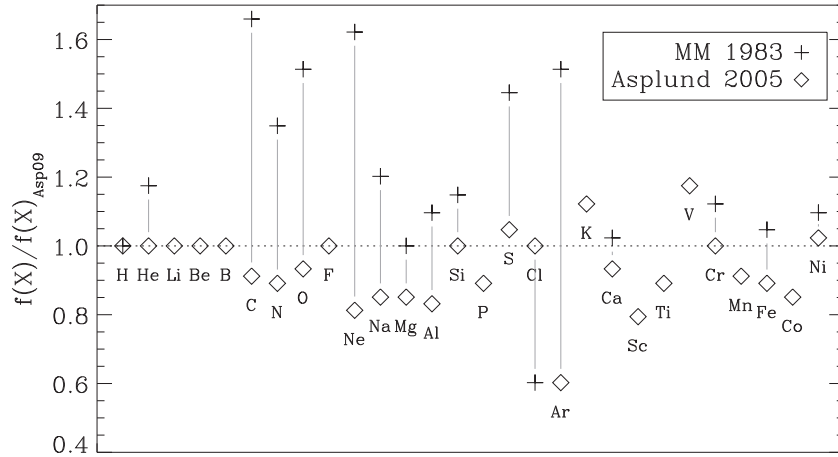 1.6
1.4
1.2
1.0
0.8
0.6
0.4
f(X)/f(X)Asp09
MM 1983 +
Asplund 2005 ◇
H He Li Be B C N O F Ne Na Mg Al Si P S Cl Ar K Ca Sc Ti V Cr Mn Fe Co Ni